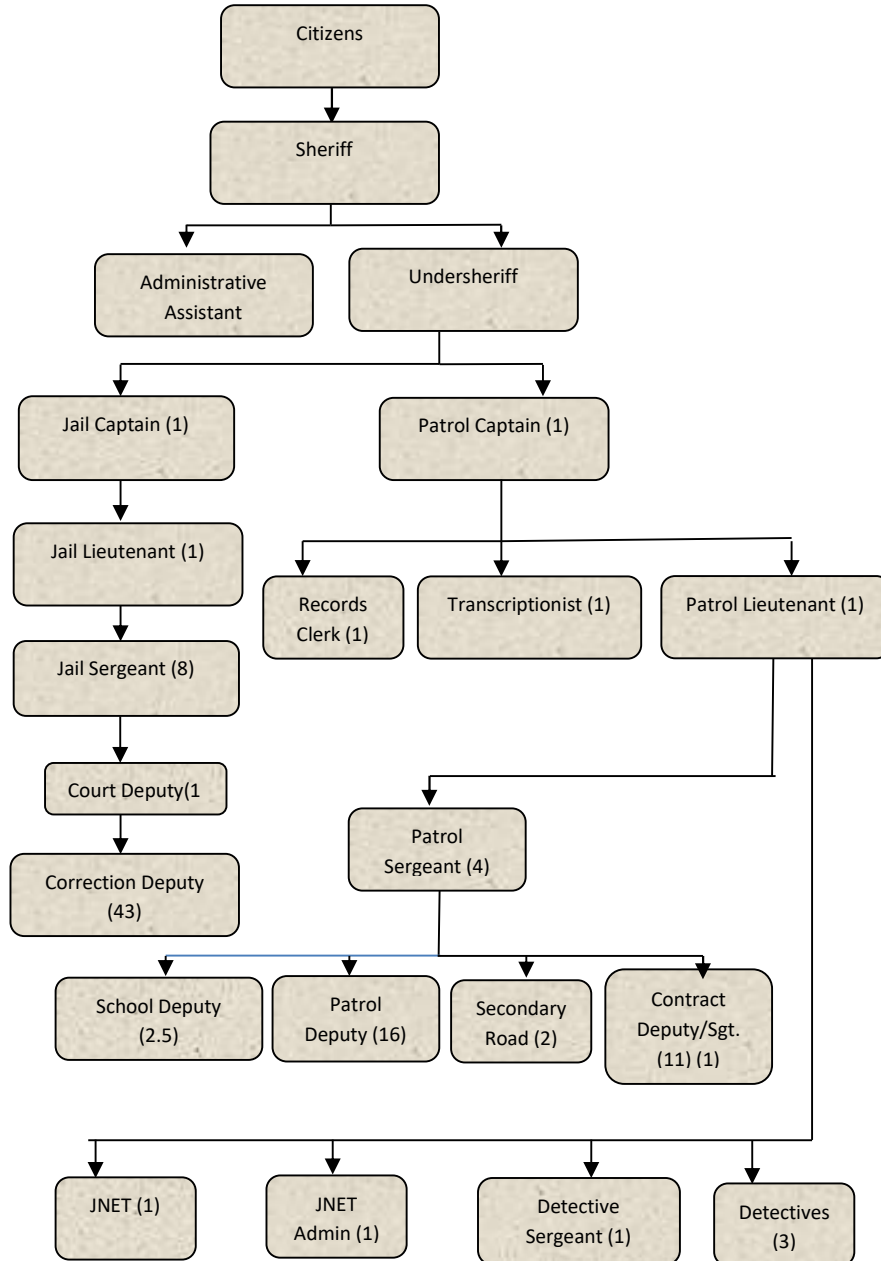 Citizens
Sheriff
Administrative
Assistant
Undersheriff
Jail Captain (1)
Patrol Captain (1)
Jail Lieutenant (1)
Records
Clerk (1)
Transcriptionist (1)
Patrol Lieutenant (1)
Jail Sergeant (8)
Court Deputy(1
Patrol
Sergeant (4)
Correction Deputy
(43)
School Deputy
(2.5)
Patrol
Deputy (16)
Secondary
Road (2)
Contract
Deputy/Sgt.
(11) (1)
JNET (1)
JNET
Admin (1)
Detective
Sergeant (1)
Detectives
(3)